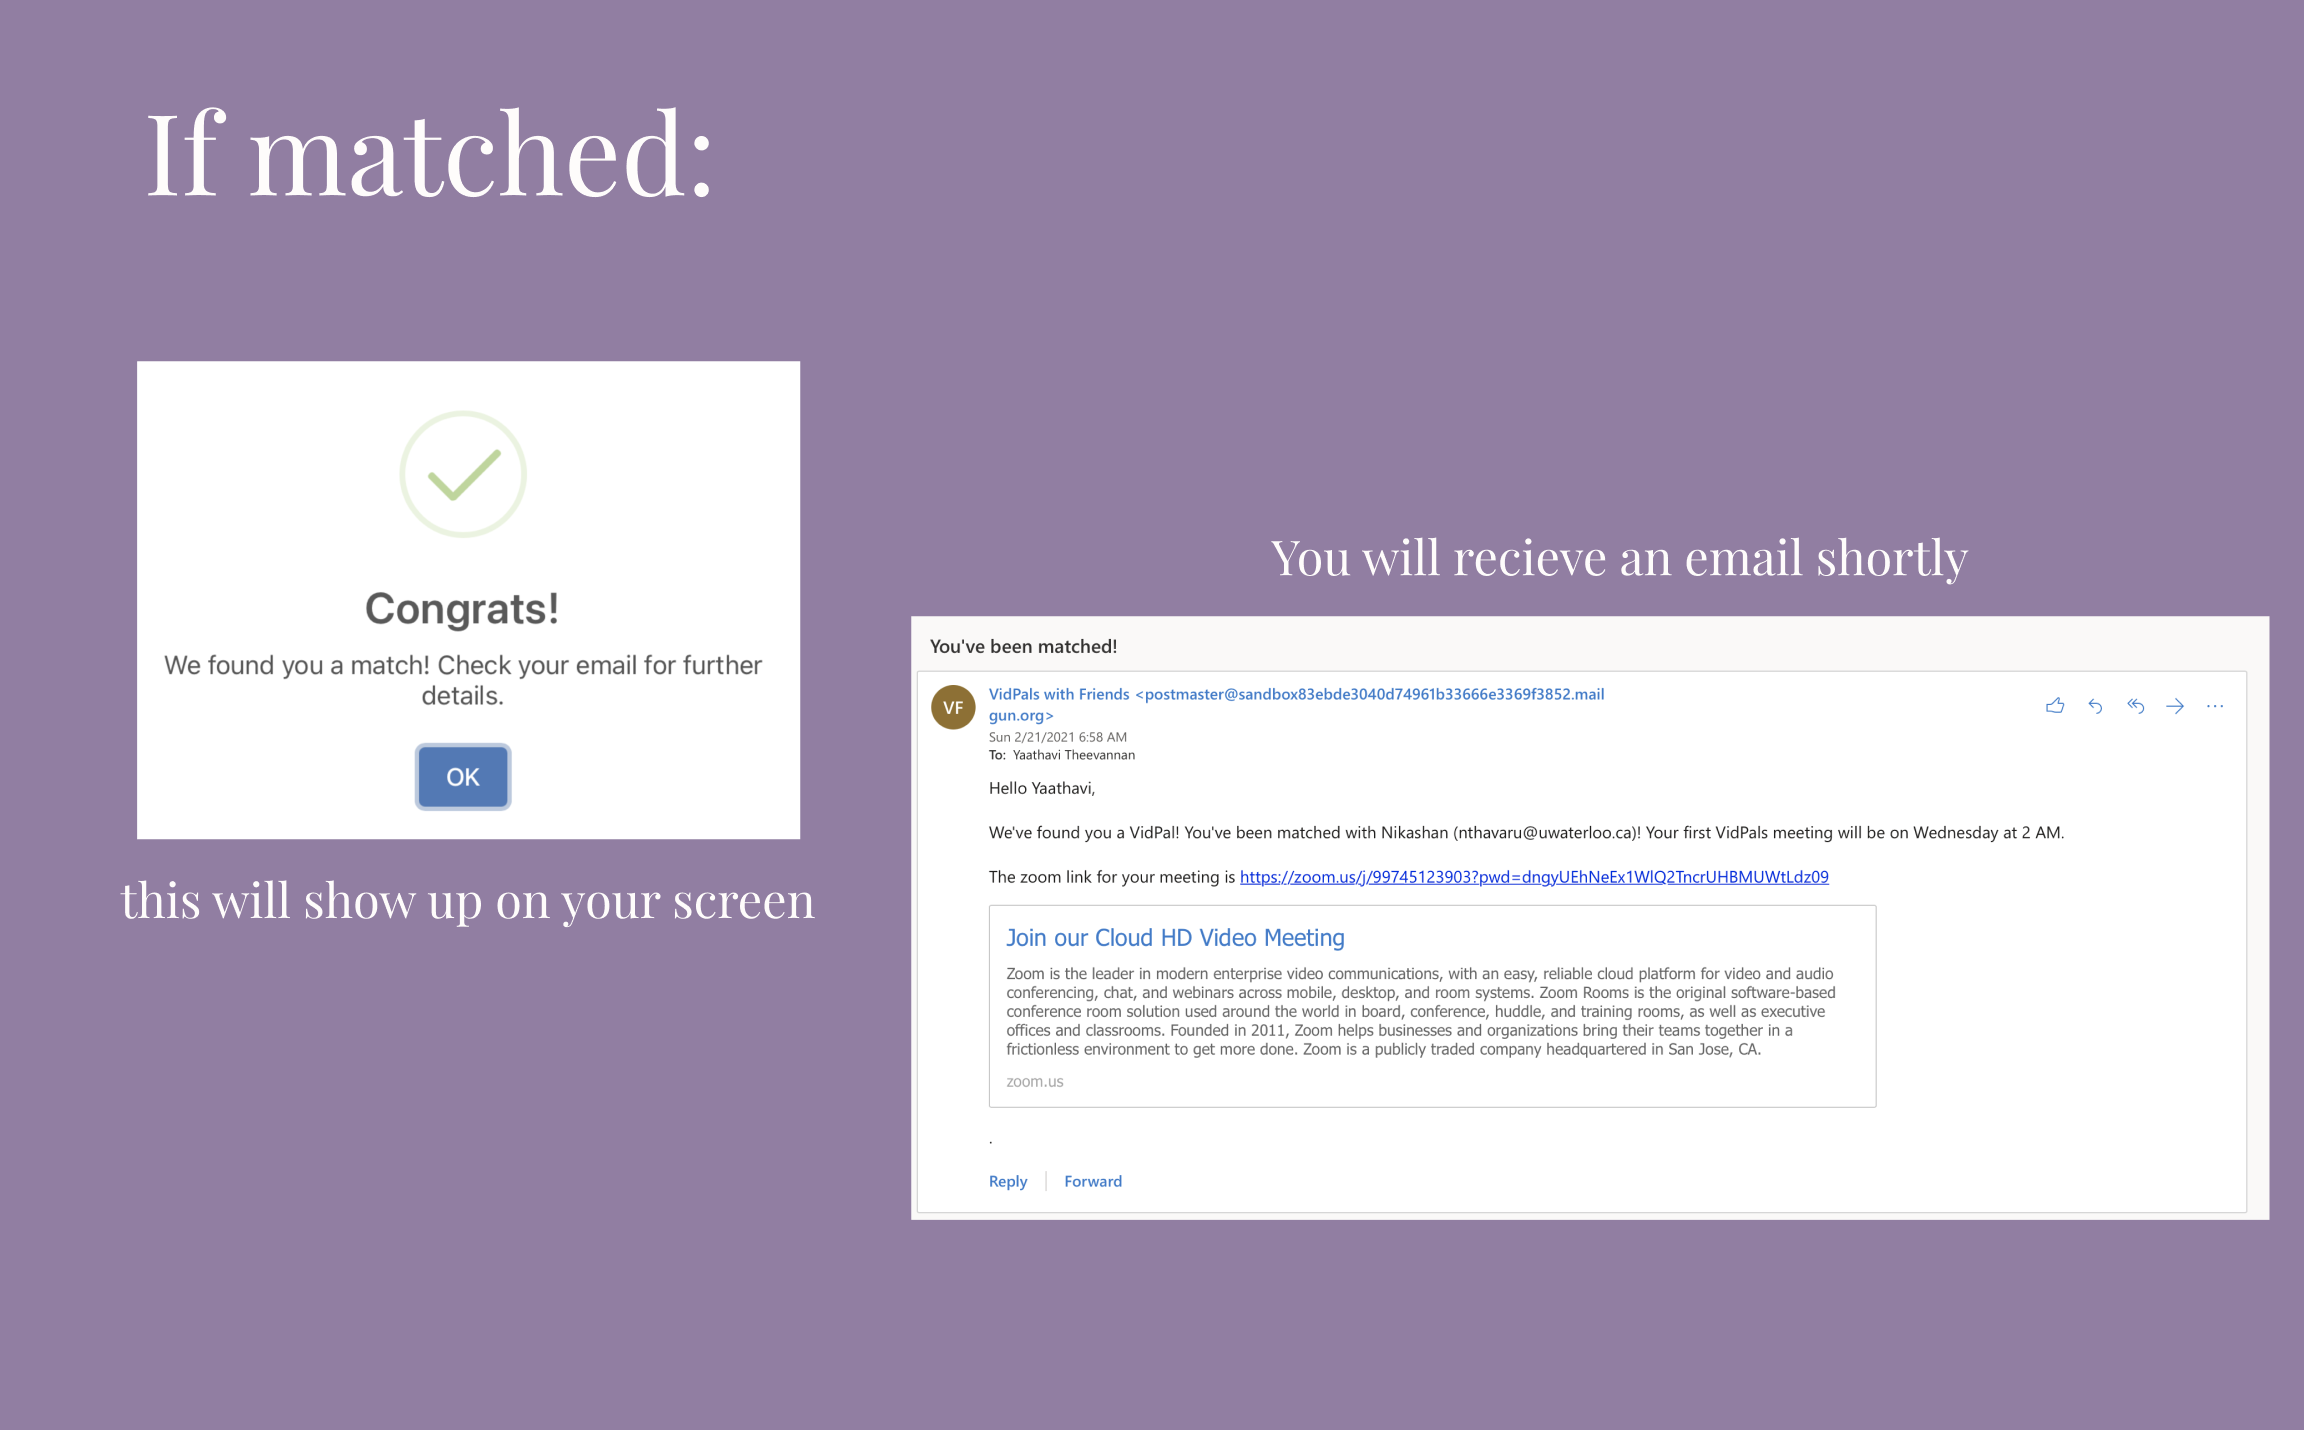 If matched:
Congrats!
We found you a match! Check your email for further
details.
OK
this will show up on your screen
You will recieve an email shortly
You've been matched!
VF
VidPals with Friends <postmaster@sandbox83ebde3040d74961b33666e3369f3852.mail
gun.org>
Sun 2/21/2021 6:58 AM
To: Yaathavi Theevannan
Hello Yaathavi,
We've found you a VidPal! You've been matched with Nikashan (nthavaru@uwaterloo.ca)! Your first VidPals meeting will be on Wednesday at 2 AM.
The zoom link for your meeting is https://zoom.us/j/99745123903?pwd=dngyUEhNeEx1WlQ2TncrUHBMUWtLdz09
Join our Cloud HD Video Meeting
Zoom is the leader in modern enterprise video communications, with an easy, reliable cloud platform for video and audio
conferencing, chat, and webinars across mobile, desktop, and room systems. Zoom Rooms is the original software-based
conference room solution used around the world in board, conference, huddle, and training rooms, as well as executive
offices and classrooms. Founded in 2011, Zoom helps businesses and organizations bring their teams together in a
frictionless environment to get more done. Zoom is a publicly traded company headquartered in San Jose, CA.
zoom.us
.
Reply | Forward